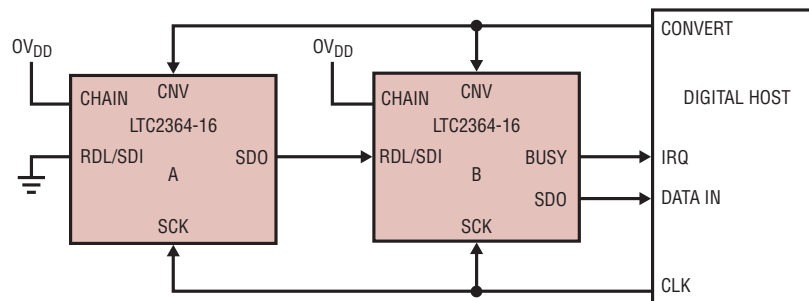 CONVERT
OVDD
OVDD
DIGITAL HOST
CHAIN
CNV
CHAIN
CNV
LTC2364-16
LTC2364-16
RDL/SDI
SDO
RDL/SDI
BUSY
IRQ
A
B
SDO
DATA IN
SCK
SCK
CLK